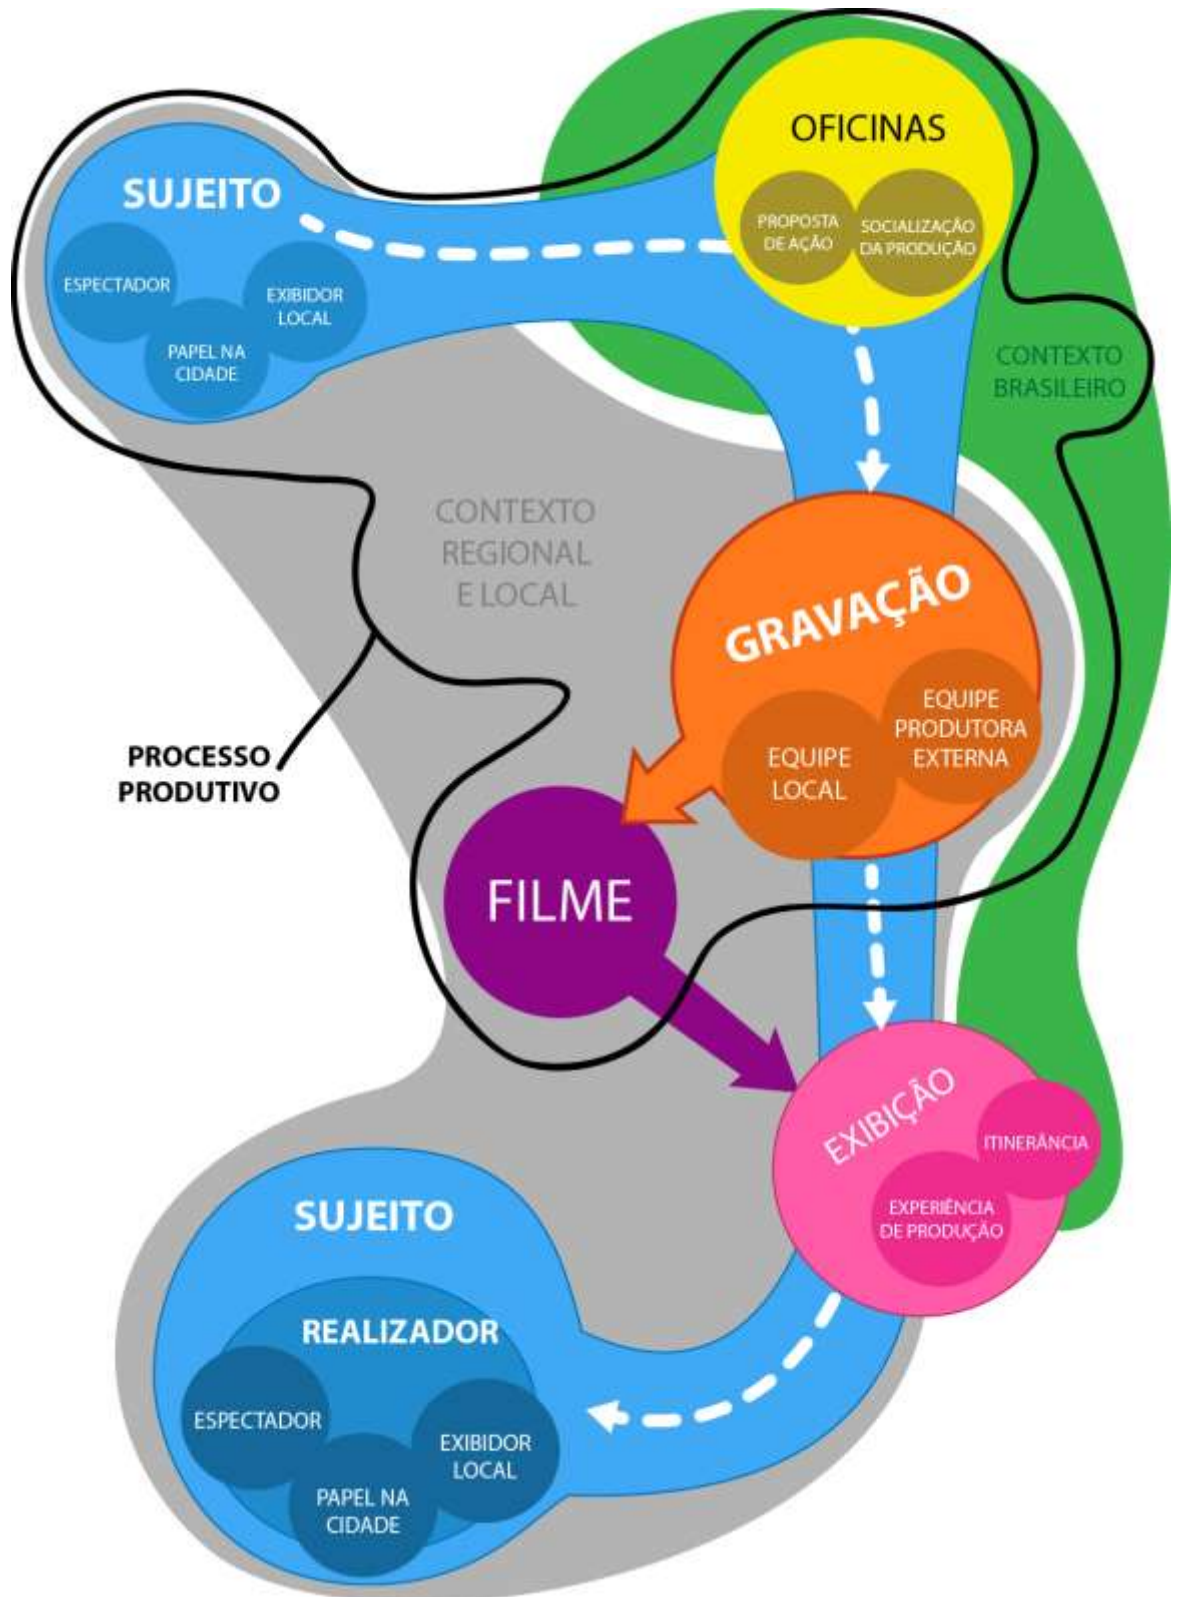 OFICINAS
PROPOSTA
DE AÇÃO
SOCIALIZAÇÃO
DA PRODUÇÃO
SUJEITO
ESPECTADOR
EXIBIDOR
LOCAL
PAPEL NA
CIDADE
CONTEXTO
BRASILEIRO
CONTEXTO
REGIONAL
E LOCAL
GRAVAÇÃO
EQUIPE
PRODUTORA
EXTERNA
EQUIPE
LOCAL
PROCESSO
PRODUTIVO
FILME
EXIBIÇÃO
ITINERÂNCIA
EXPERIÊNCIA
DE PRODUÇÃO
SUJEITO
REALIZADOR
ESPECTADOR
EXIBIDOR
LOCAL
PAPEL NA
CIDADE